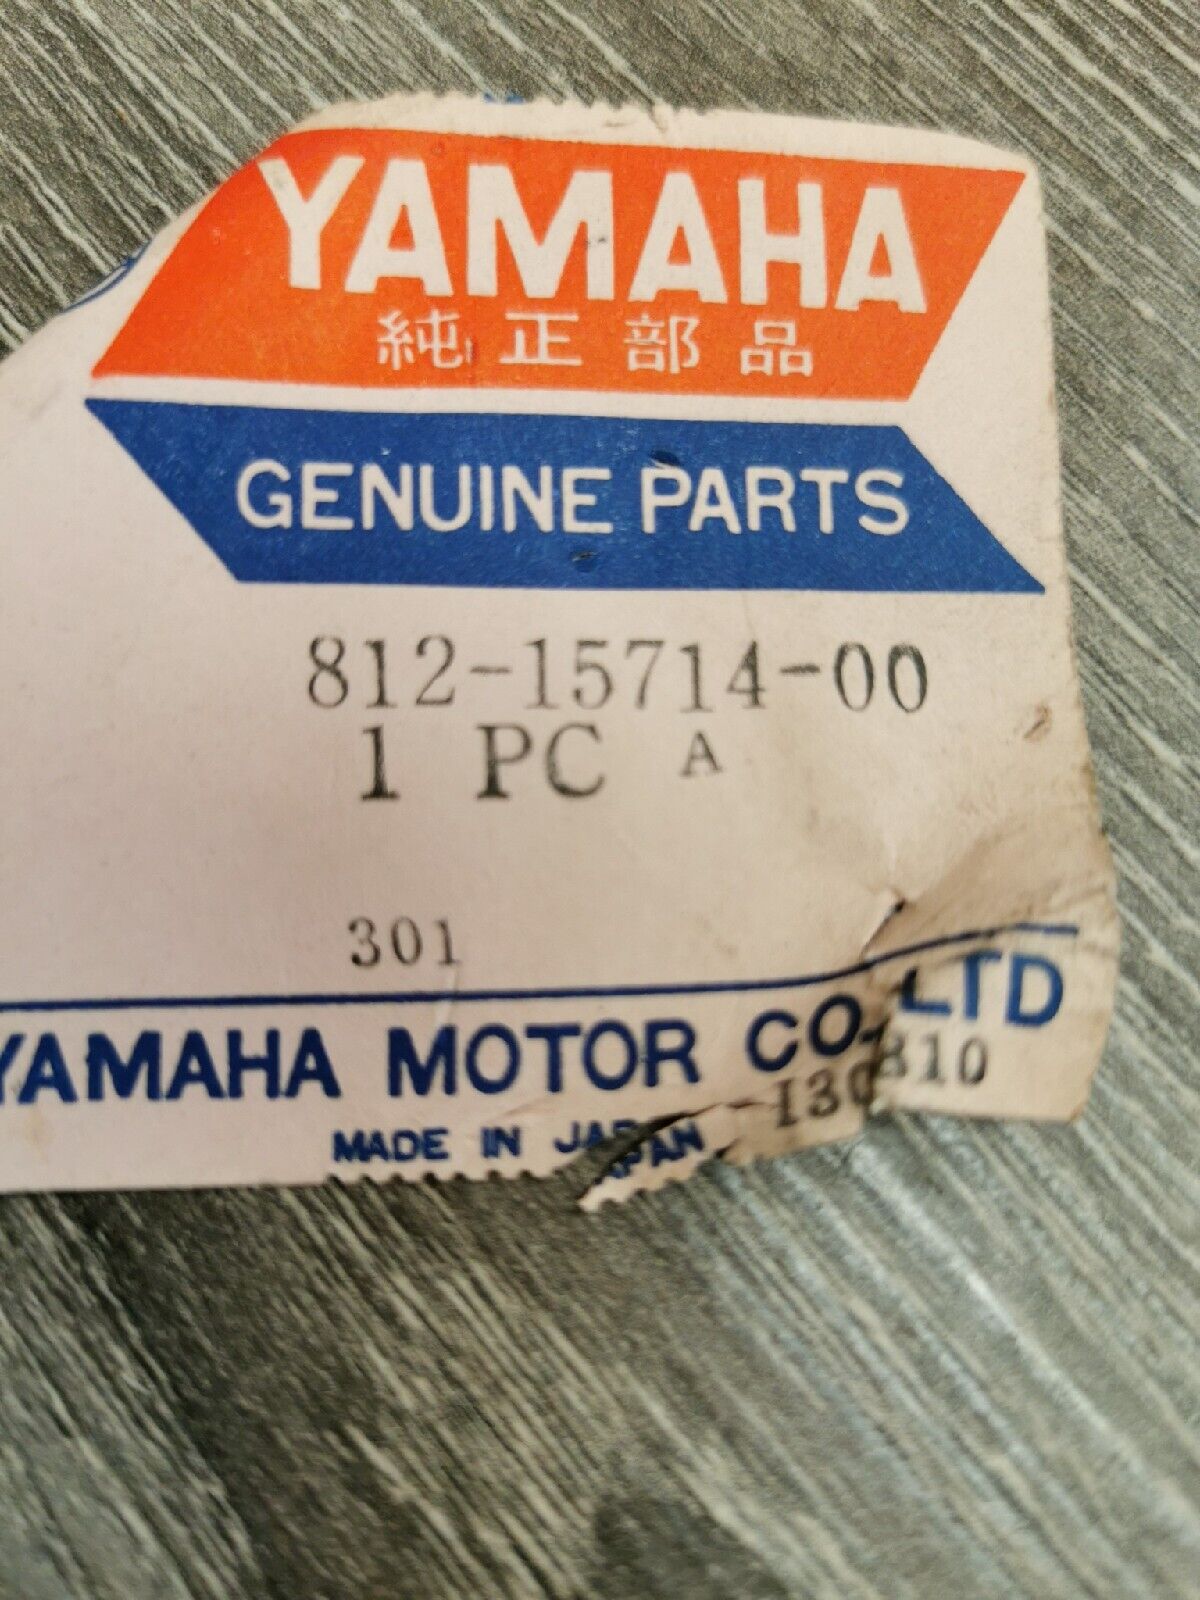 YAMAHA
純正部品
GENUINE PARTS
812-15714-00
1 PC A
301
YAMAHA MOTOR CO.,LTD
MADE IN JAPAN